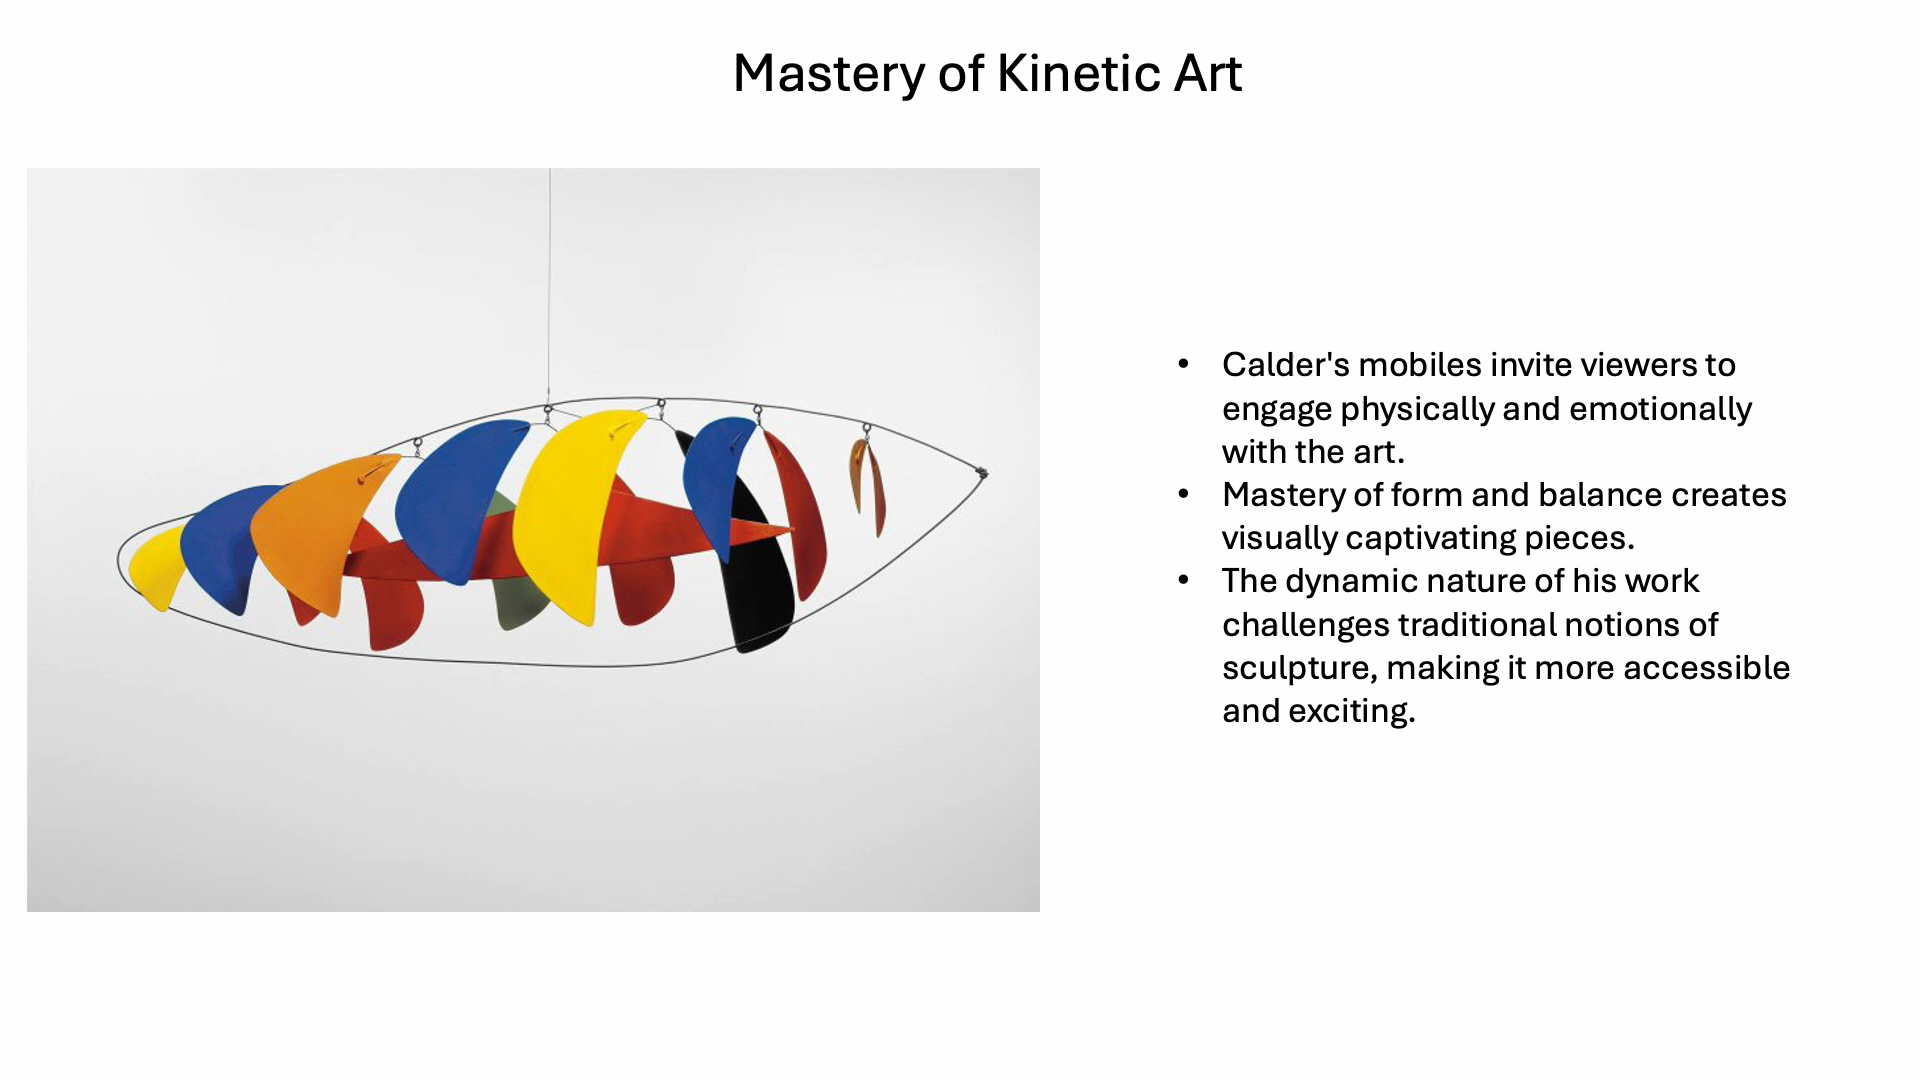 Mastery of Kinetic Art
• Calder's mobiles invite viewers to
engage physically and emotionally
with the art.
• Mastery of form and balance creates
visually captivating pieces.
• The dynamic nature of his work
challenges traditional notions of
sculpture, making it more accessible
and exciting.